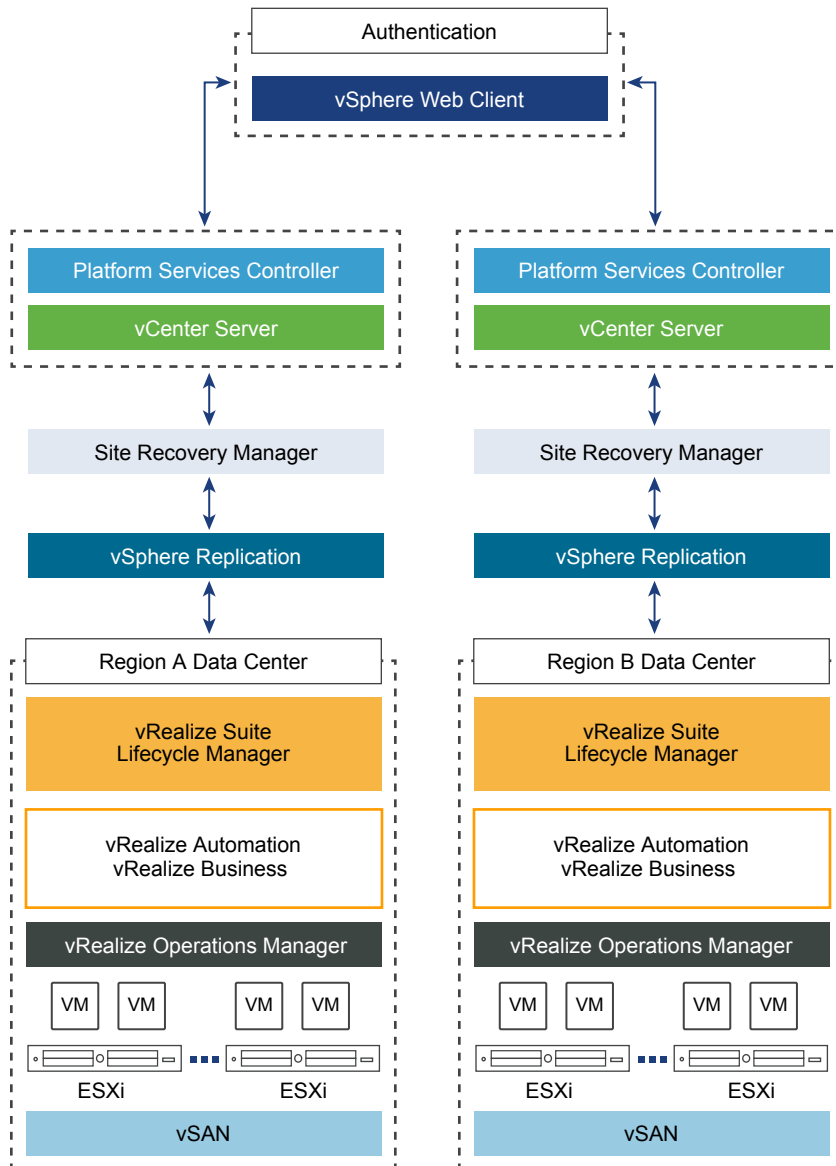 Authentication
vSphere Web Client
Platform Services Controller
vCenter Server
Site Recovery Manager
vSphere Replication
Region A Data Center
vRealize Suite
Lifecycle Manager
vRealize Automation
vRealize Business
vRealize Operations Manager
VM VM VM VM
ESXi ESXi
vSAN
Platform Services Controller
vCenter Server
Site Recovery Manager
vSphere Replication
Region B Data Center
vRealize Suite
Lifecycle Manager
vRealize Automation
vRealize Business
vRealize Operations Manager
VM VM VM VM
ESXi ESXi
vSAN